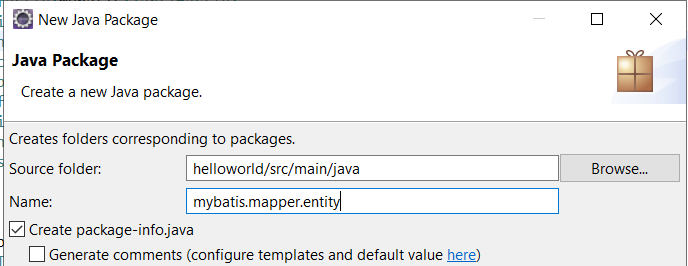 New Java Package
Java Package
Create a new Java package.
Creates folders corresponding to packages.
Source folder: helloworld/src/main/java Browse...
Name: mybatis.mapper.entity
Create package-info.java
Generate comments (configure templates and default value here)